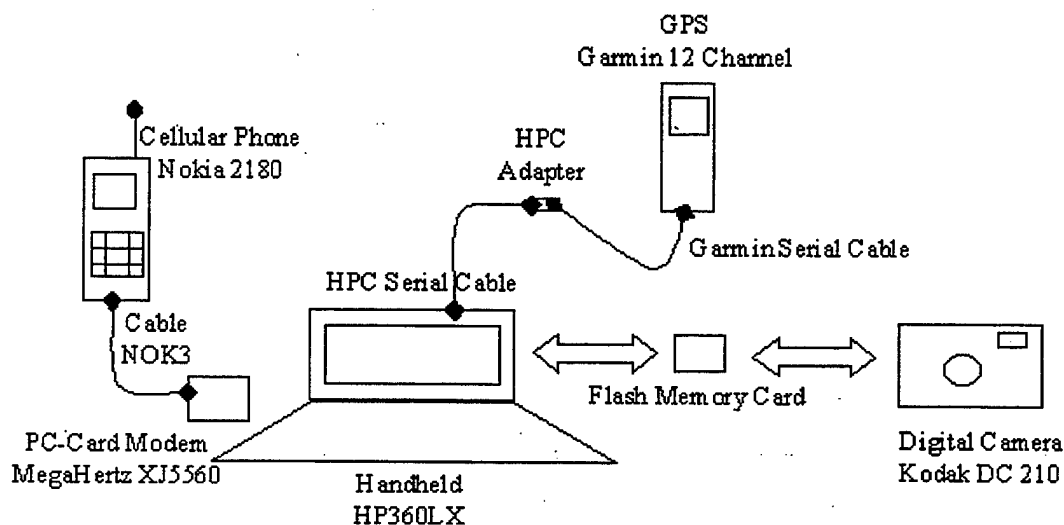 GPS
Garmin 12 Channel
Cellular Phone
Nokia 2180
HPC
Adapter
Garmin Serial Cable
HPC Serial Cable
Cable
NOK3
Flash Memory Card
PC-Card Modem
MegaHertz XJ5560
Digital Camera
Kodak DC 210
Handheld
HP360LX